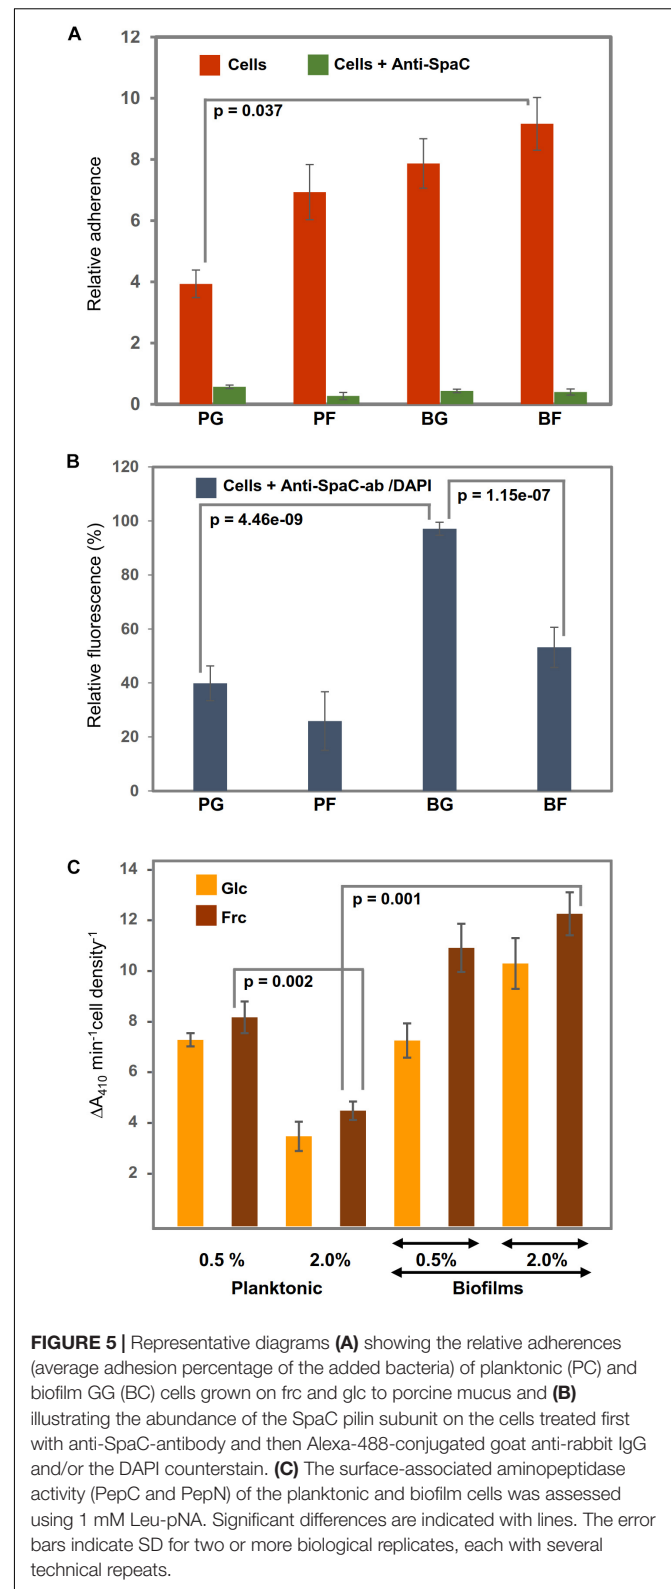 A
12
10
8
6
4
2
0
Relative adherence
Cells
Cells + Anti-SpaC
p = 0.037
PG PF BG BF
B
120
100
80
60
40
20
0
Relative fluorescence (%)
Cells + Anti-SpaC-ab /DAPI
p = 4.46e-09
p = 1.15e-07
PG PF BG BF
C
14
12
10
8
6
4
2
ΔA410 min-1cell density-1
Glc
Frc
p = 0.002
p = 0.001
0.5 % 2.0% 0.5% 2.0%
Planktonic Biofilms
FIGURE 5 | Representative diagrams (A) showing the relative adherences
(average adhesion percentage of the added bacteria) of planktonic (PC) and
biofilm GG (BC) cells grown on frc and glc to porcine mucus and (B)
illustrating the abundance of the SpaC pilin subunit on the cells treated first
with anti-SpaC-antibody and then Alexa-488-conjugated goat anti-rabbit IgG
and/or the DAPI counterstain. (C) The surface-associated aminopeptidase
activity (PepC and PepN) of the planktonic and biofilm cells was assessed
using 1 mM Leu-pNA. Significant differences are indicated with lines. The error
bars indicate SD for two or more biological replicates, each with several
technical repeats.